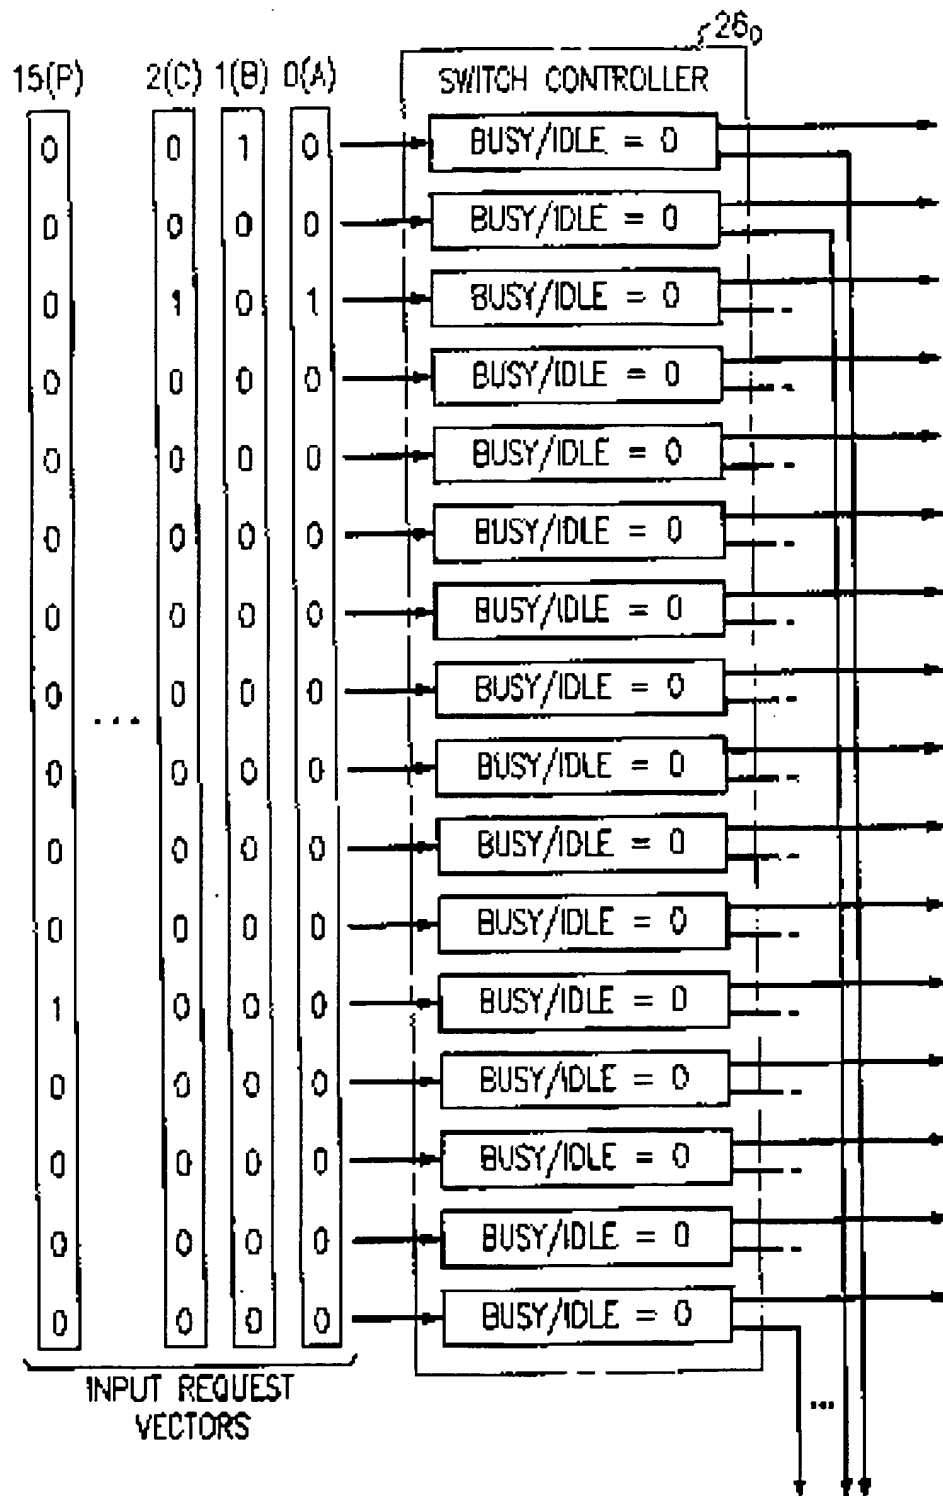 26₀
15(P) 2(C) 1(B) 0(A) SWITCH CONTROLLER
0 0 1 0 BUSY/IDLE = 0
0 0 0 0 BUSY/IDLE = 0
0 1 0 1 BUSY/IDLE = 0
0 0 0 0 BUSY/IDLE = 0
0 0 0 0 BUSY/IDLE = 0
0 0 0 0 BUSY/IDLE = 0
0 0 0 0 BUSY/IDLE = 0
0 0 0 0 BUSY/IDLE = 0
...
0 0 0 0 BUSY/IDLE = 0
0 0 0 0 BUSY/IDLE = 0
0 0 0 0 BUSY/IDLE = 0
1 0 0 0 BUSY/IDLE = 0
0 0 0 0 BUSY/IDLE = 0
0 0 0 0 BUSY/IDLE = 0
0 0 0 0 BUSY/IDLE = 0
0 0 0 0 BUSY/IDLE = 0
INPUT REQUEST
VECTORS
...